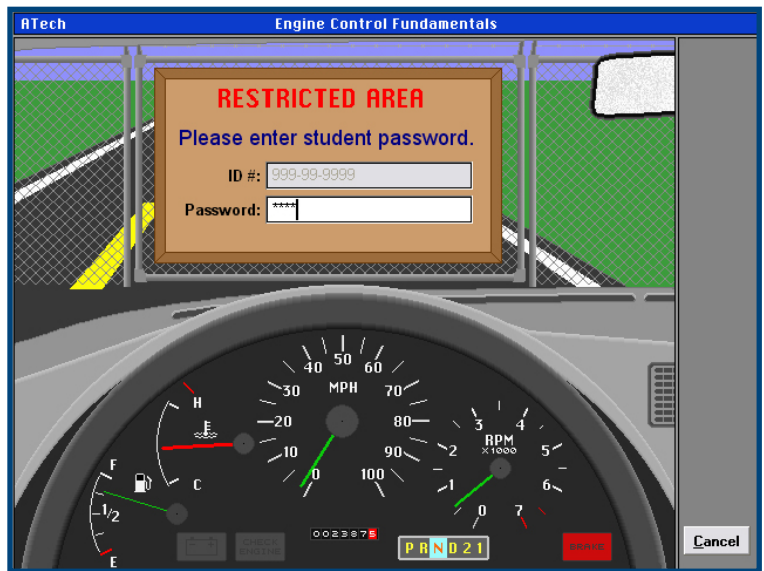 ATech Engine Control Fundamentals
RESTRICTED AREA
Please enter student password.
ID #: 999-99-9999
Password: ****
H
C
F
1/2
E
0 10 20 30 40 50 60 70 80 90 100
MPH
0 1 2 3 4 5 6 7
RPM
X1000
CHECK
ENGINE
0023875
P R N D 2 1
BRAKE
Cancel